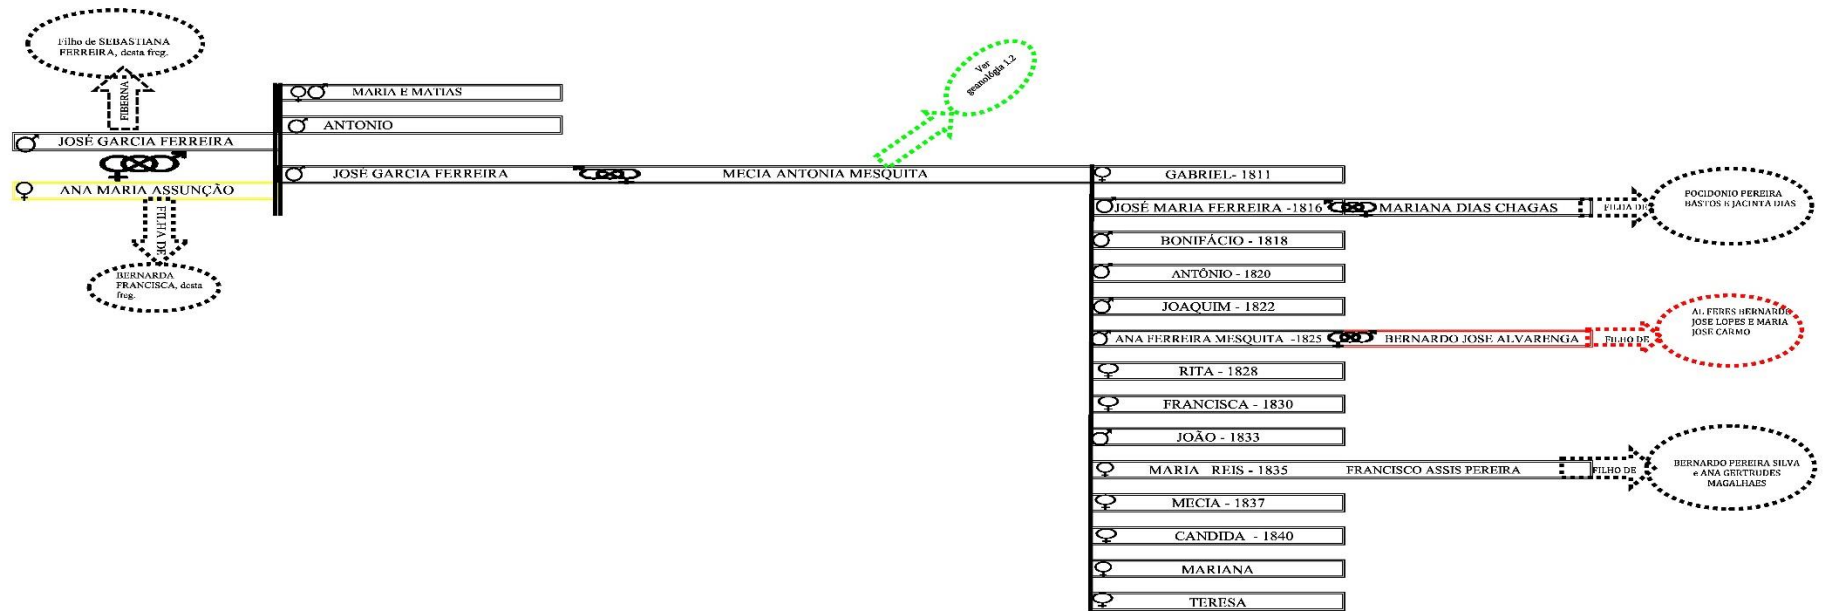 Filho de SEBASTIANA
FERREIRA, desta freg.
FIBERNA
JOSÉ GARCIA FERREIRA
ANA MARIA ASSUNÇÃO
FILHA DE
BERNARDA
FRANCISCA, desta
freg.
MARIA E MATIAS
ANTONIO
JOSÉ GARCIA FERREIRA
MECIA ANTONIA MESQUITA
Ver
geanológia 1.2
GABRIEL- 1811
JOSÉ MARIA FERREIRA -1816
MARIANA DIAS CHAGAS
FILHA DE
POCIDONIO PEREIRA
BASTOS E JACINTA DIAS
BONIFÁCIO - 1818
ANTÔNIO - 1820
JOAQUIM - 1822
ANA FERREIRA MESQUITA -1825
BERNARDO JOSE ALVARENGA
FILHO DE
ALFERES BERNARDO
JOSE LOPES E MARIA
JOSE CARMO
RITA - 1828
FRANCISCA - 1830
JOÃO - 1833
MARIA REIS - 1835
FRANCISCO ASSIS PEREIRA
FILHO DE
BERNARDO PEREIRA SILVA
e ANA GERTRUDES
MAGALHAES
MECIA - 1837
CANDIDA - 1840
MARIANA
TERESA